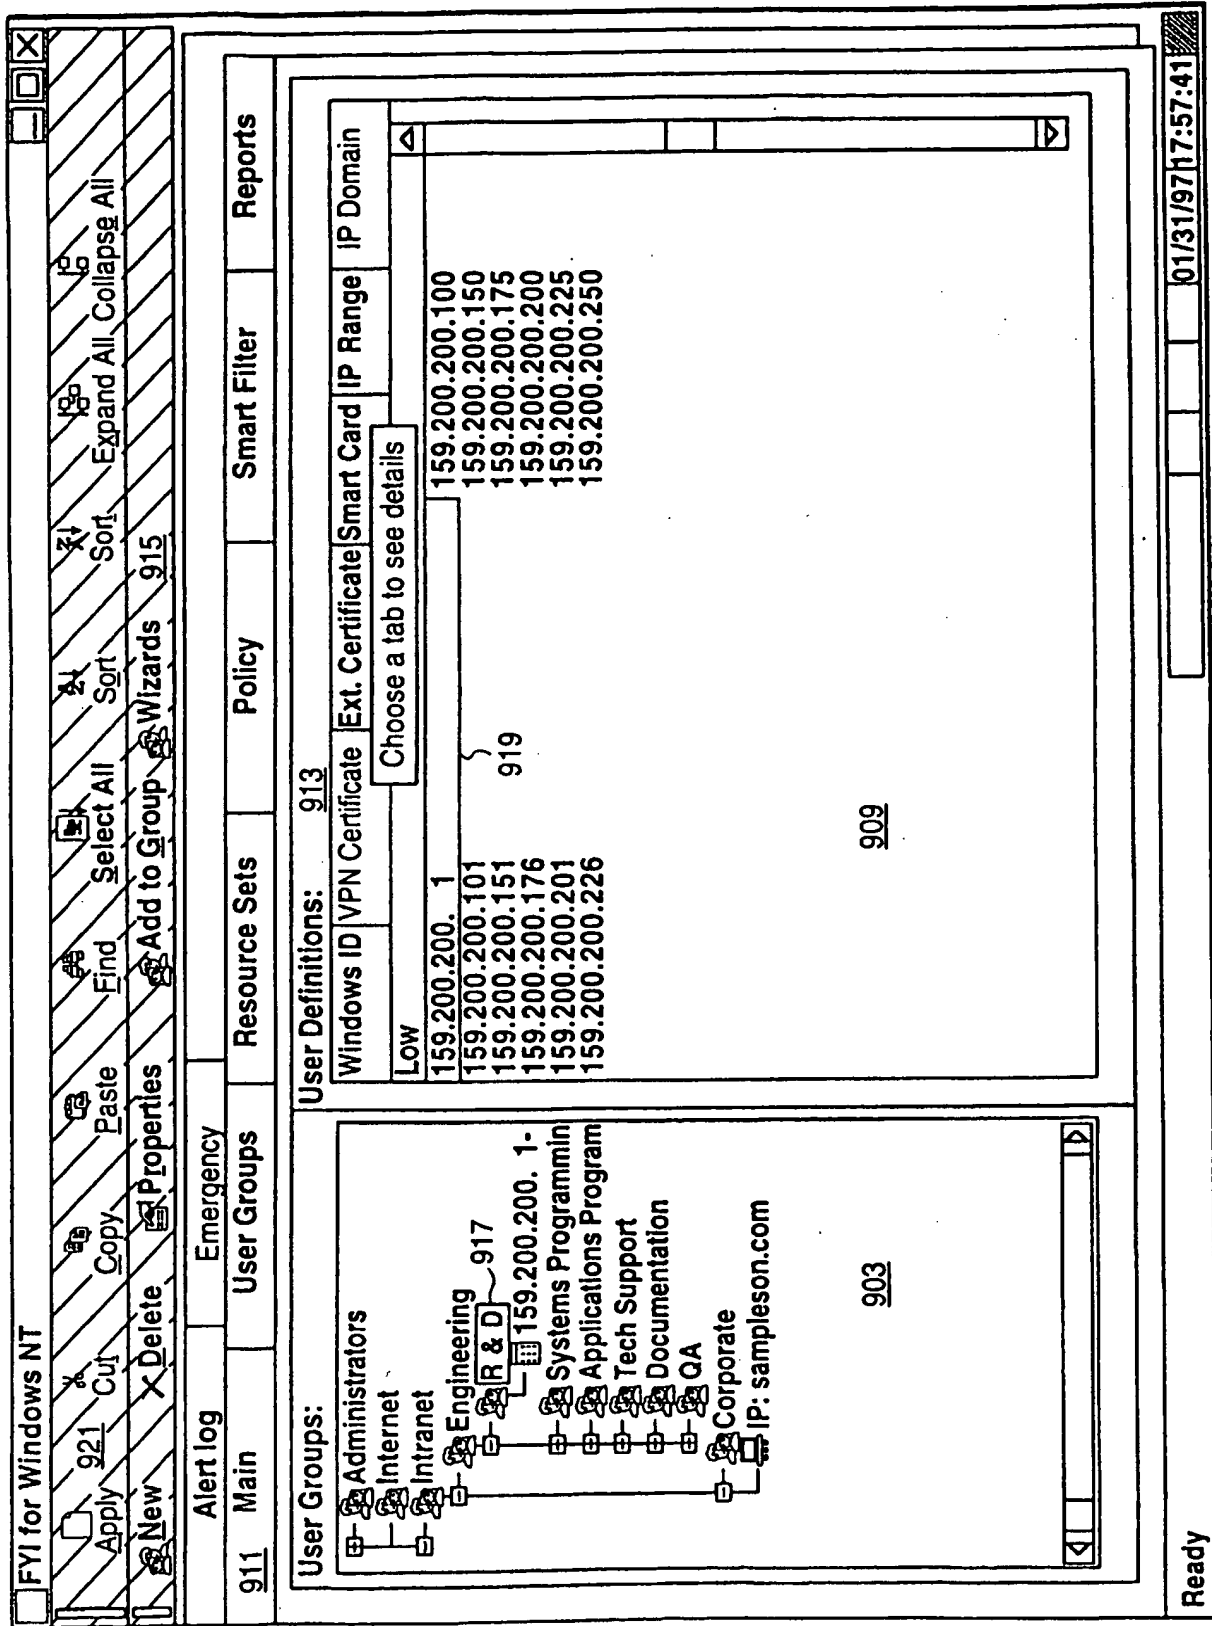 FYI for Windows NT
Apply 921 Cut Copy Paste Find Select All Sort Sort Expand All Collapse All
New Delete Properties Add to Group Wizards 915
Alert log Emergency
911 Main User Groups Resource Sets Policy Smart Filter Reports
User Groups:
Administrators
Internet
Intranet
Engineering
R & D 917
159.200.200. 1-
Systems Programmin
Applications Program
Tech Support
Documentation
QA
Corporate
IP: sampleson.com
903
User Definitions: 913
Windows ID VPN Certificate Ext. Certificate Smart Card IP Range IP Domain
Choose a tab to see details
Low
159.200.200. 1 159.200.200.100
159.200.200.101 159.200.200.150
159.200.200.151 159.200.200.175
159.200.200.176 159.200.200.200
159.200.200.201 159.200.200.225
159.200.200.226 159.200.200.250
919
909
Ready 01/31/97 17:57:41